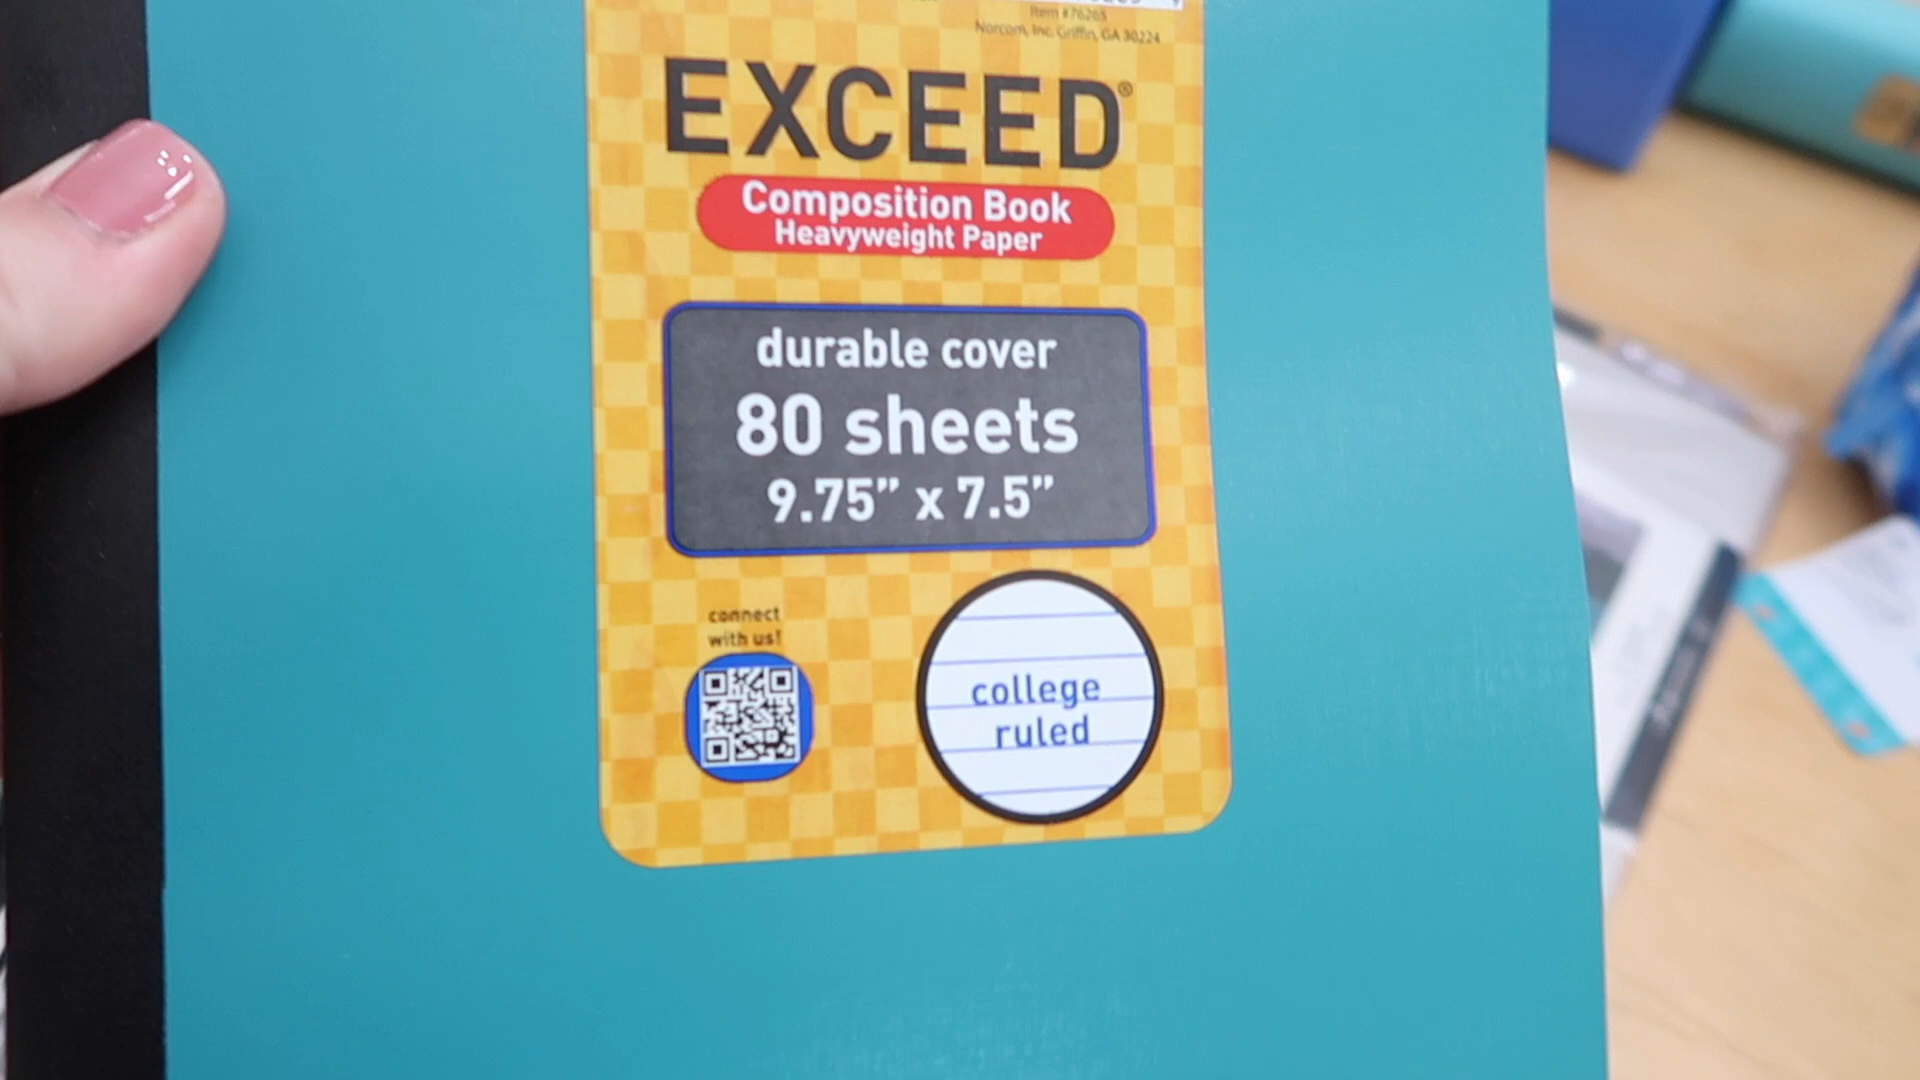 Item #76265
Norcom, Inc. Griffin, GA 30224
EXCEED®
Composition Book
Heavyweight Paper
durable cover
80 sheets
9.75” x 7.5”
connect
with us!
college
ruled